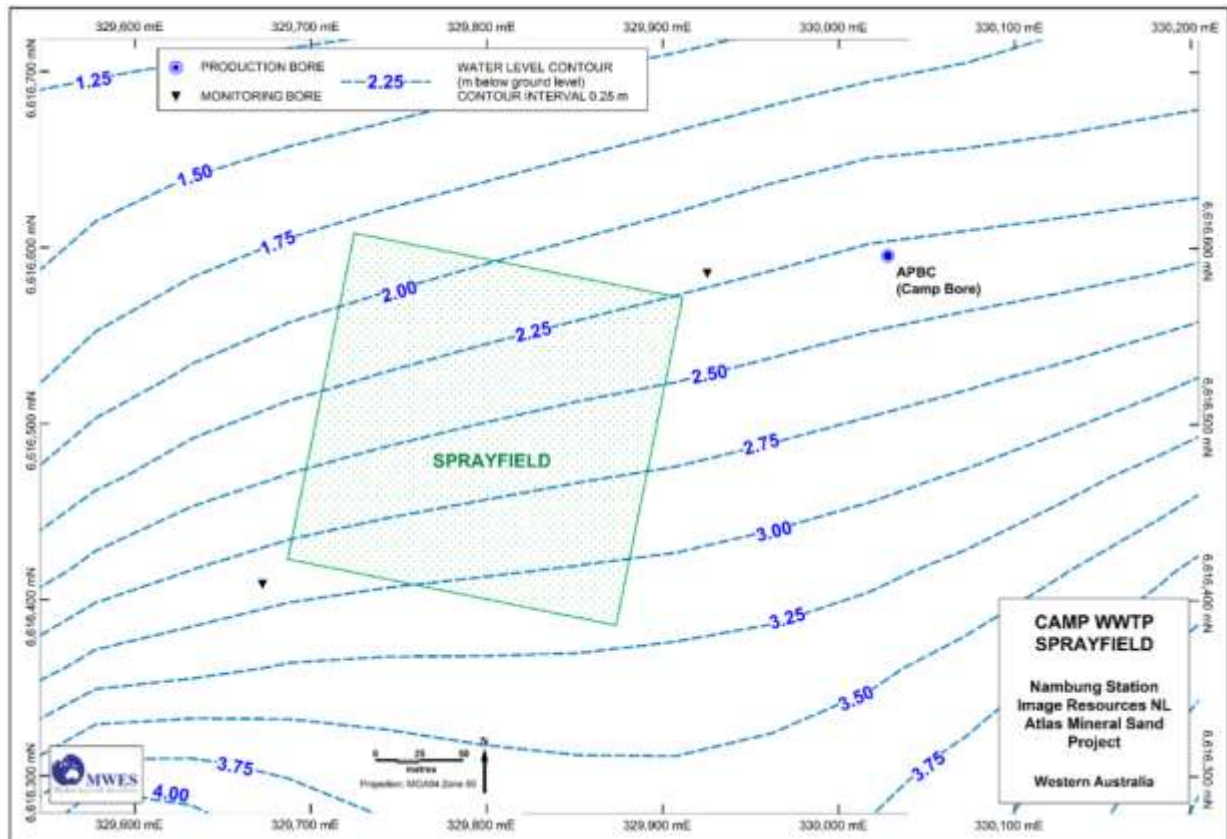 329,600 mE
329,700 mE
329,800 mE
329,900 mE
330,000 mE
330,100 mE
330,200 mE
PRODUCTION BORE
MONITORING BORE
2.25
WATER LEVEL CONTOUR
(m below ground level)
CONTOUR INTERVAL 0.25 m
6,616,700 mN
6,616,600 mN
6,616,500 mN
6,616,400 mN
6,616,300 mN
1.25
1.50
1.75
2.00
2.25
2.50
2.75
3.00
3.25
3.50
3.75
3.75
4.00
APBC
(Camp Bore)
SPRAYFIELD
6,616,600 mN
6,616,500 mN
6,616,400 mN
6,616,300 mN
CAMP WWTP
SPRAYFIELD
Nambung Station
Image Resources NL
Atlas Mineral Sand
Project
Western Australia
MWES
0 25 50
metres
N
329,600 mE
329,700 mE
329,800 mE
329,900 mE
330,000 mE
330,100 mE